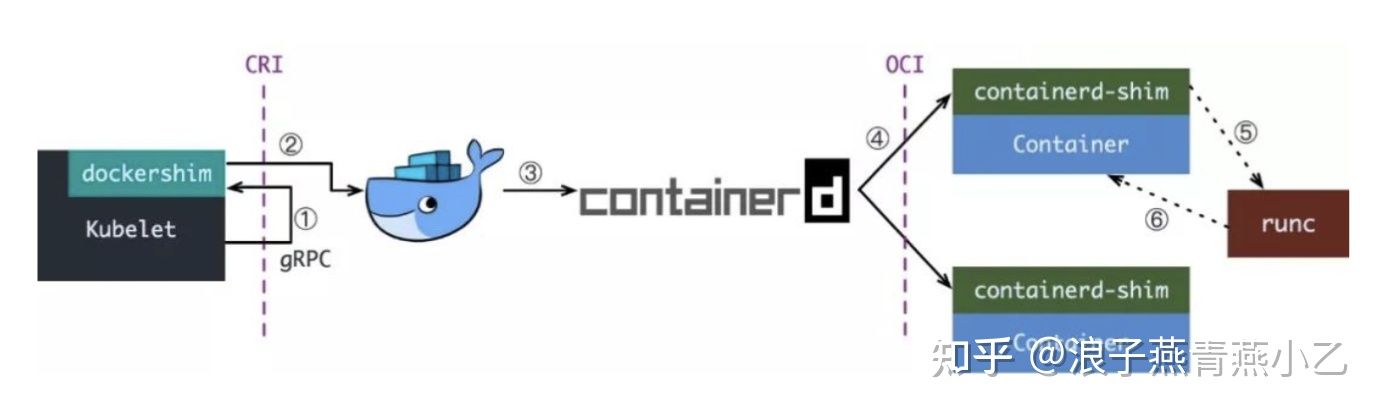 CRI
OCI
containerd-shim
④
⑤
②
Container
dockershim
③
containerd
①
Kubelet
⑥
runc
gRPC
containerd-shim
Container
知乎 @浪子燕青燕小乙